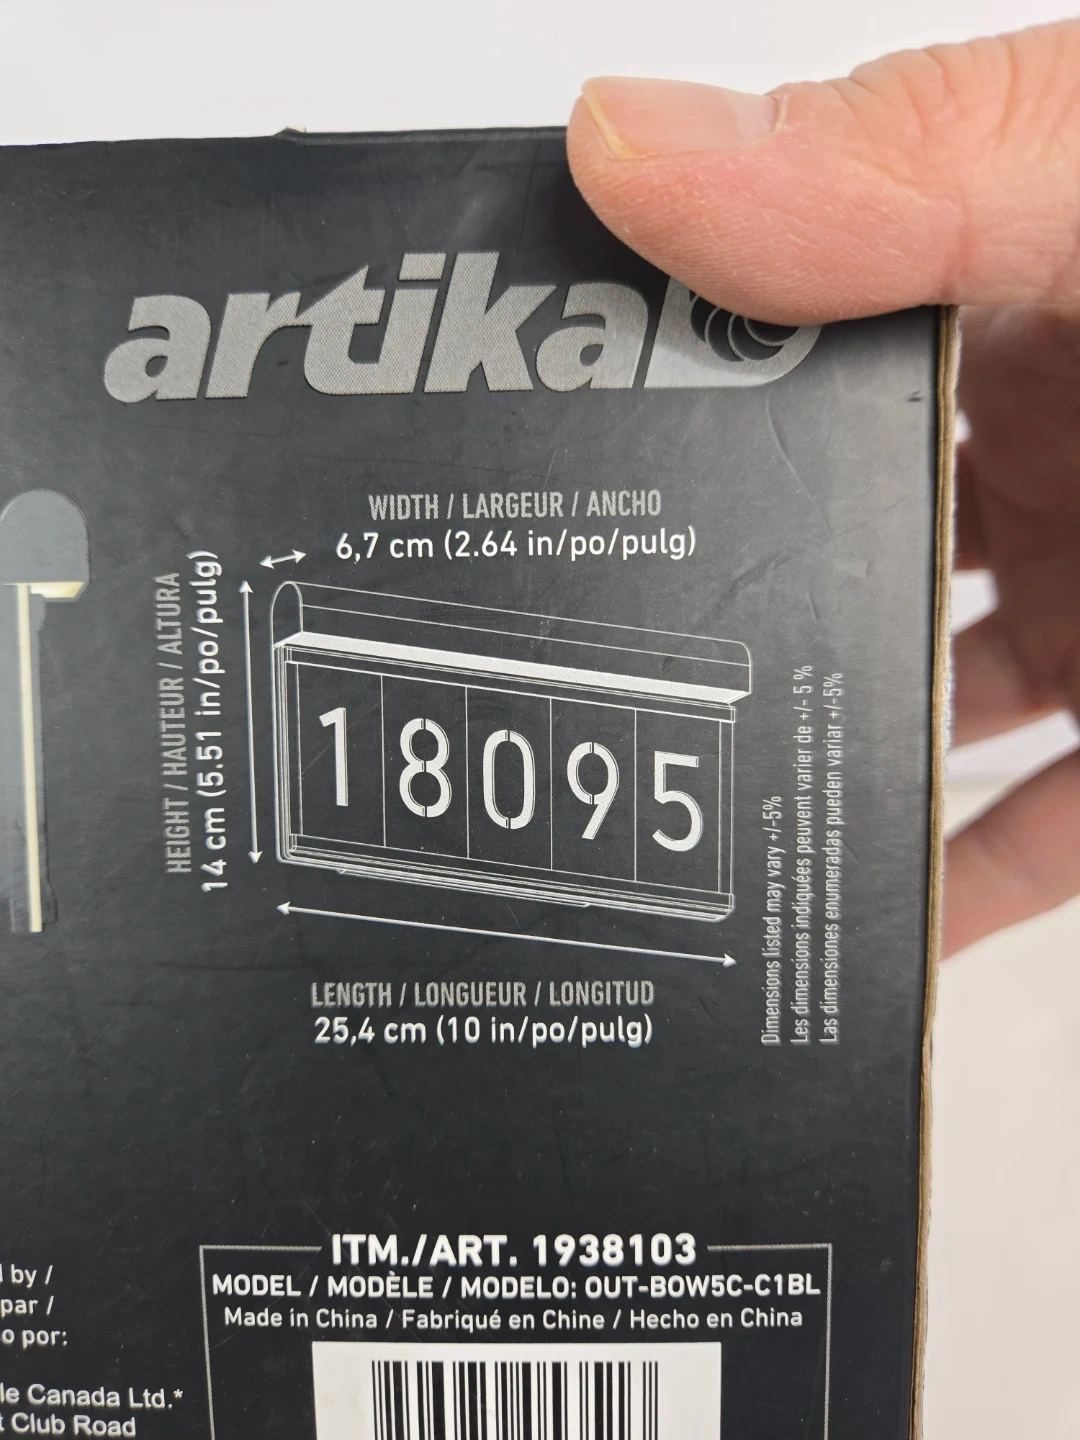 artika
WIDTH / LARGEUR / ANCHO
6,7 cm (2.64 in/po/pulg)
HEIGHT / HAUTEUR / ALTURA
14 cm (5.51 in/po/pulg)
18095
LENGTH / LONGUEUR / LONGITUD
25,4 cm (10 in/po/pulg)
Dimensions listed may vary +/-5%
Les dimensions indiquées peuvent varier de +/- 5 %
Las dimensiones enumeradas pueden variar +/-5%
ITM./ART. 1938103
MODEL / MODÈLE / MODELO: OUT-BOW5C-C1BL
Made in China / Fabriqué en Chine / Hecho en China
by /
par /
por:
Canada Ltd.*
Club Road